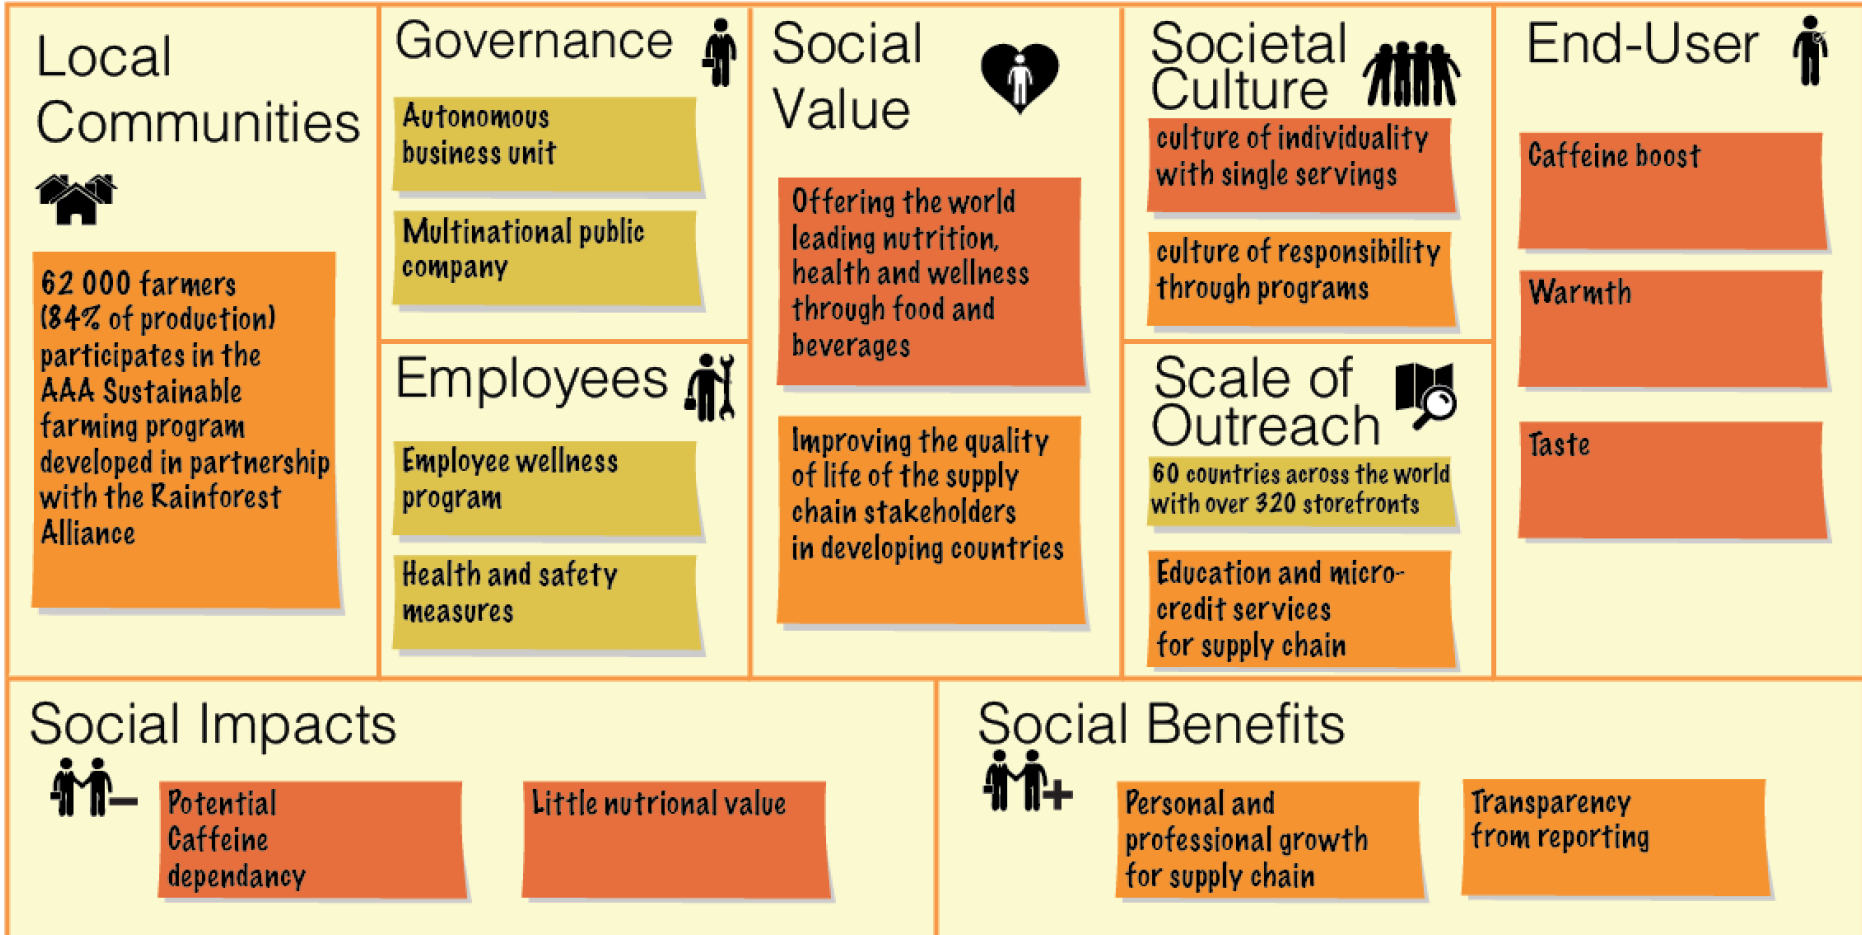 Local
Communities
62 000 farmers
(84% of production)
participates in the
AAA Sustainable
farming program
developed in partnership
with the Rainforest
Alliance
Governance
Autonomous
business unit
Multinational public
company
Employees
Employee wellness
program
Health and safety
measures
Social
Value
Offering the world
leading nutrition,
health and wellness
through food and
beverages
Improving the quality
of life of the supply
chain stakeholders
in developing countries
Societal
Culture
culture of individuality
with single servings
culture of responsibility
through programs
Scale of
Outreach
60 countries across the world
with over 320 storefronts
Education and micro-
credit services
for supply chain
End-User
Caffeine boost
Warmth
Taste
Social Impacts
Potential
Caffeine
dependancy
Little nutrional value
Social Benefits
Personal and
professional growth
for supply chain
Transparency
from reporting